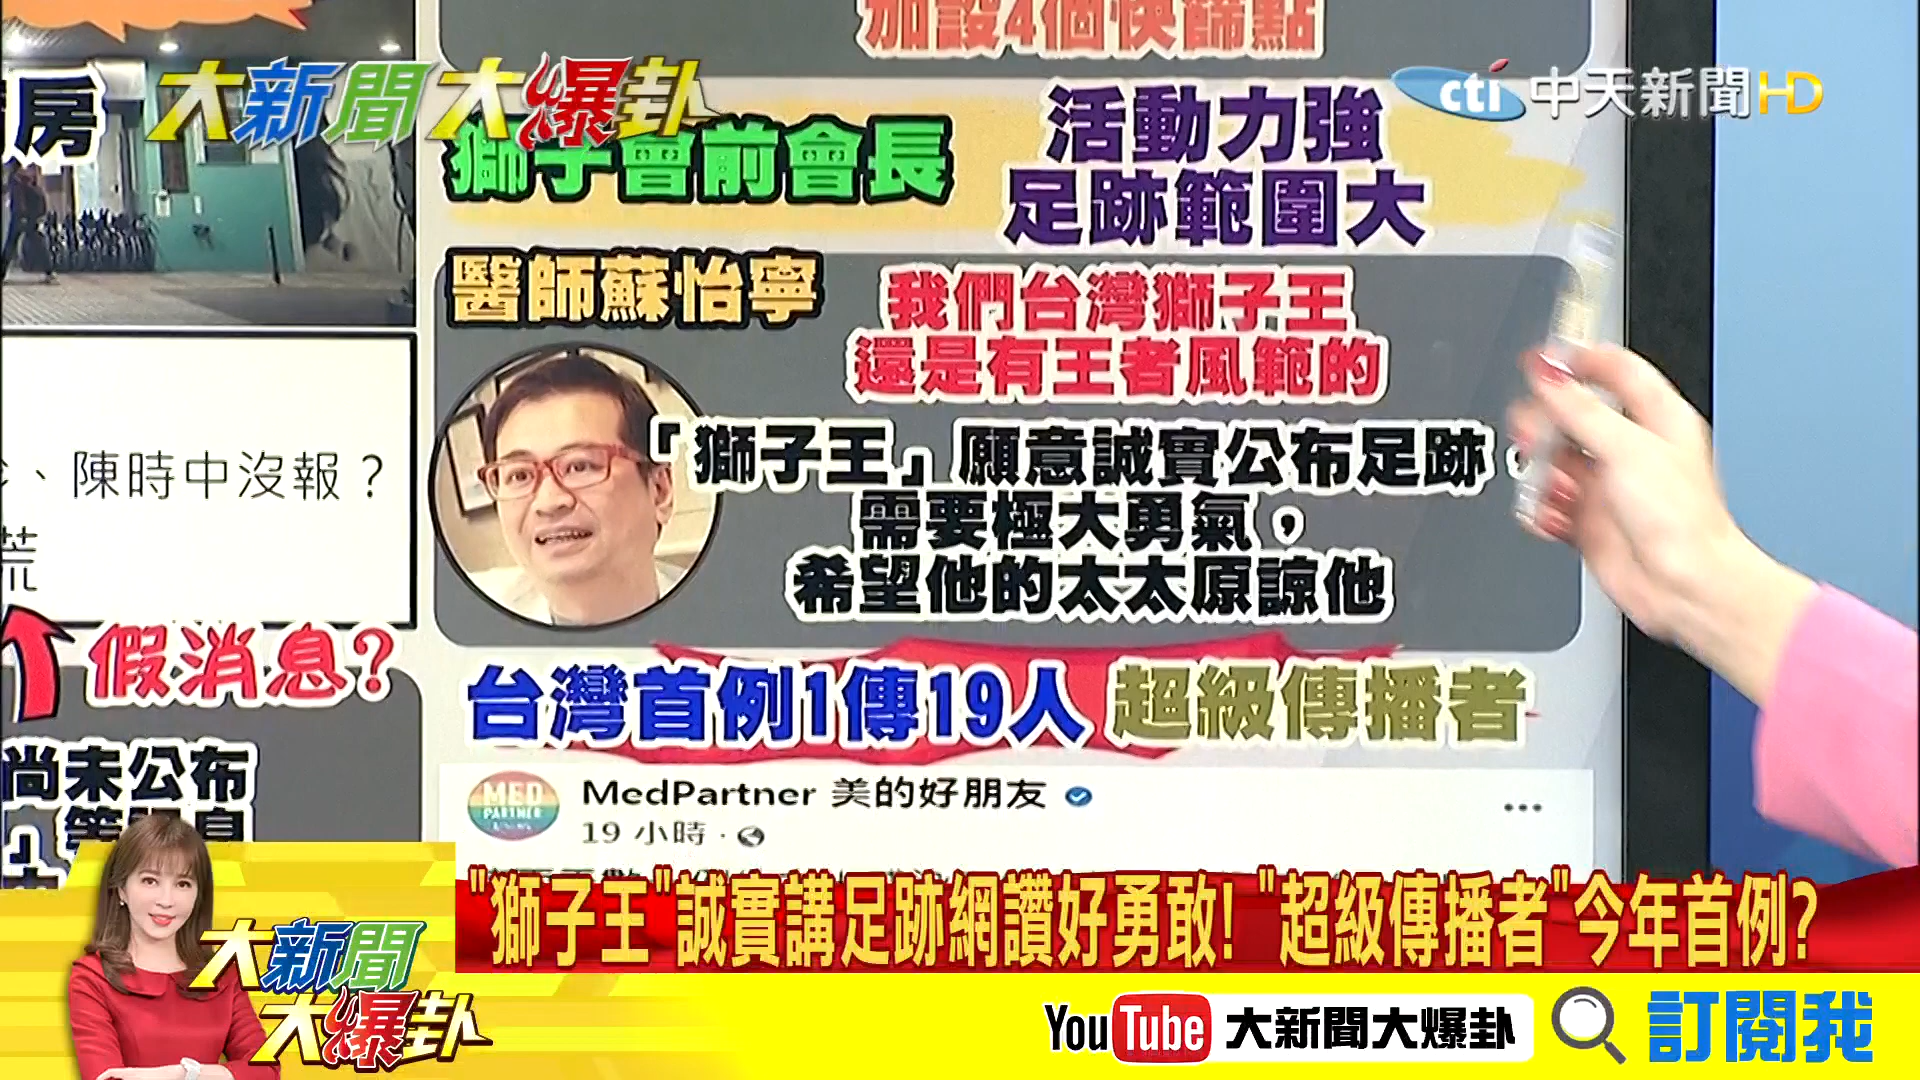 加設4個快篩點
大新聞大爆卦
cti 中天新聞HD
房
獅子會前會長
活動力強
足跡範圍大
醫師蘇怡寧
我們台灣獅子王
還是有王者風範的
「獅子王」願意誠實公布足跡，
需要極大勇氣，
希望他的太太原諒他
、陳時中沒報？
荒
假消息?
尚未公布
台灣首例1傳19人 超級傳播者
MED
PARTNER
MedPartner 美的好朋友
19 小時 ·
"獅子王"誠實講足跡網讚好勇敢! "超級傳播者"今年首例?
大新聞
大爆卦
YouTube 大新聞大爆卦
訂閱我